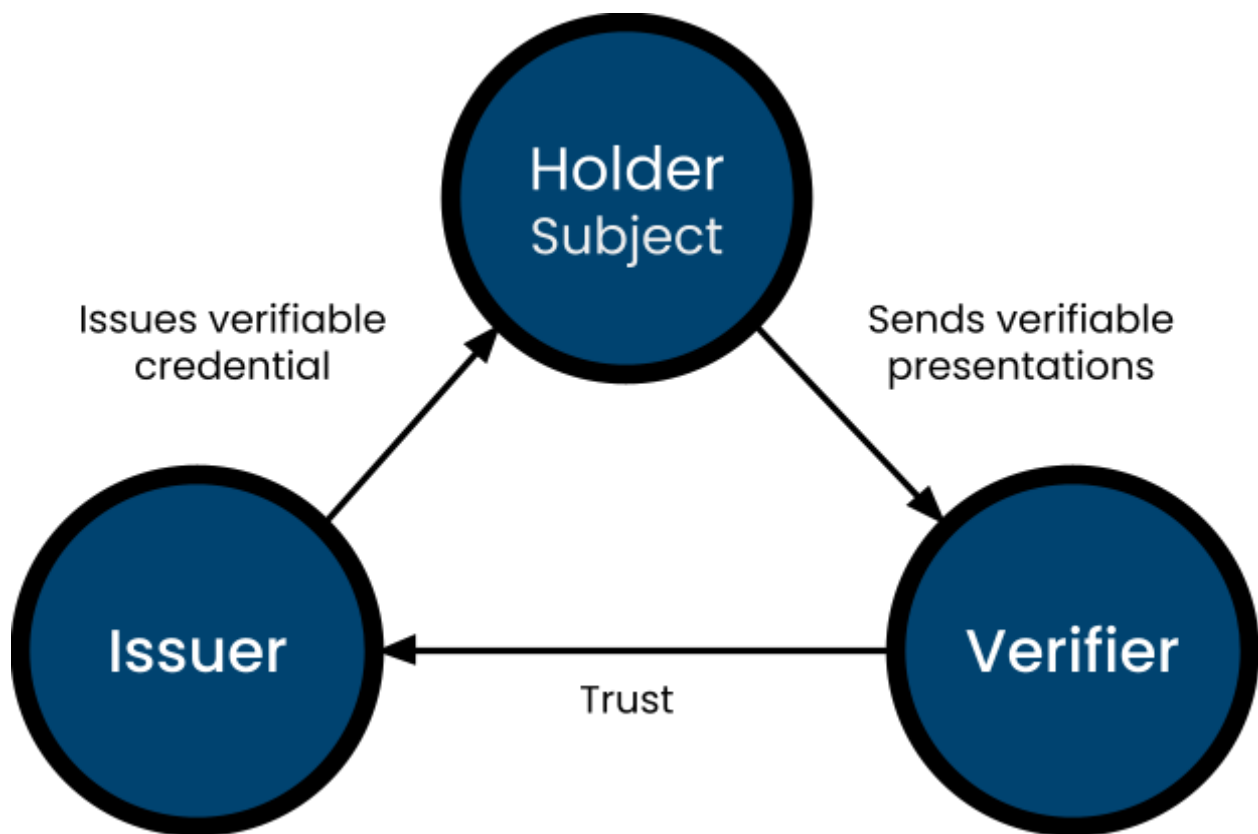 Holder
Subject
Issues verifiable
credential
Sends verifiable
presentations
Issuer
Verifier
Trust